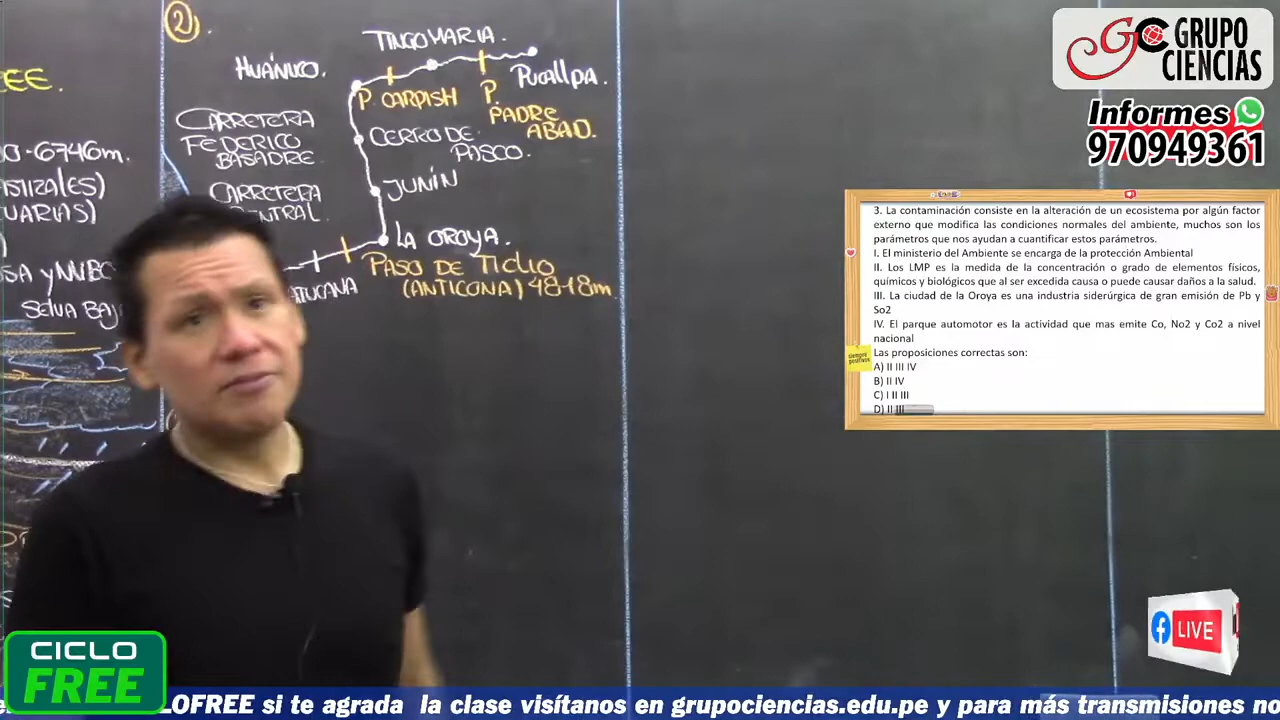 2.
TINGO MARIA.
HUÁNUCO.
PUCALLPA.
P. CARPISH
P. PADRE
ABAD.
CARRETERA
FEDERICO
BASADRE
CERRO DE
PASCO.
JUNÍN
CARRETERA
LA OROYA.
PASO DE TICLIO
(ANTICONA) 4818m
6746m.
SELVA BAJ
GC GRUPO
CIENCIAS
Informes
970949361
3. La contaminación consiste en la alteración de un ecosistema por algún factor
externo que modifica las condiciones normales del ambiente, muchos son los
parámetros que nos ayudan a cuantificar estos parámetros.
I. El ministerio del Ambiente se encarga de la protección Ambiental
II. Los LMP es la medida de la concentración o grado de elementos físicos,
químicos y biológicos que al ser excedida causa o puede causar daños a la salud.
III. La ciudad de la Oroya es una industria siderúrgica de gran emisión de Pb y
So2
IV. El parque automotor es la actividad que mas emite Co, No2 y Co2 a nivel
nacional
Las proposiciones correctas son:
A) II III IV
B) II IV
C) I II III
D) II III
siempre
positivos
LIVE
CICLO
FREE
LOFREE si te agrada la clase visítanos en grupociencias.edu.pe y para más transmisiones no